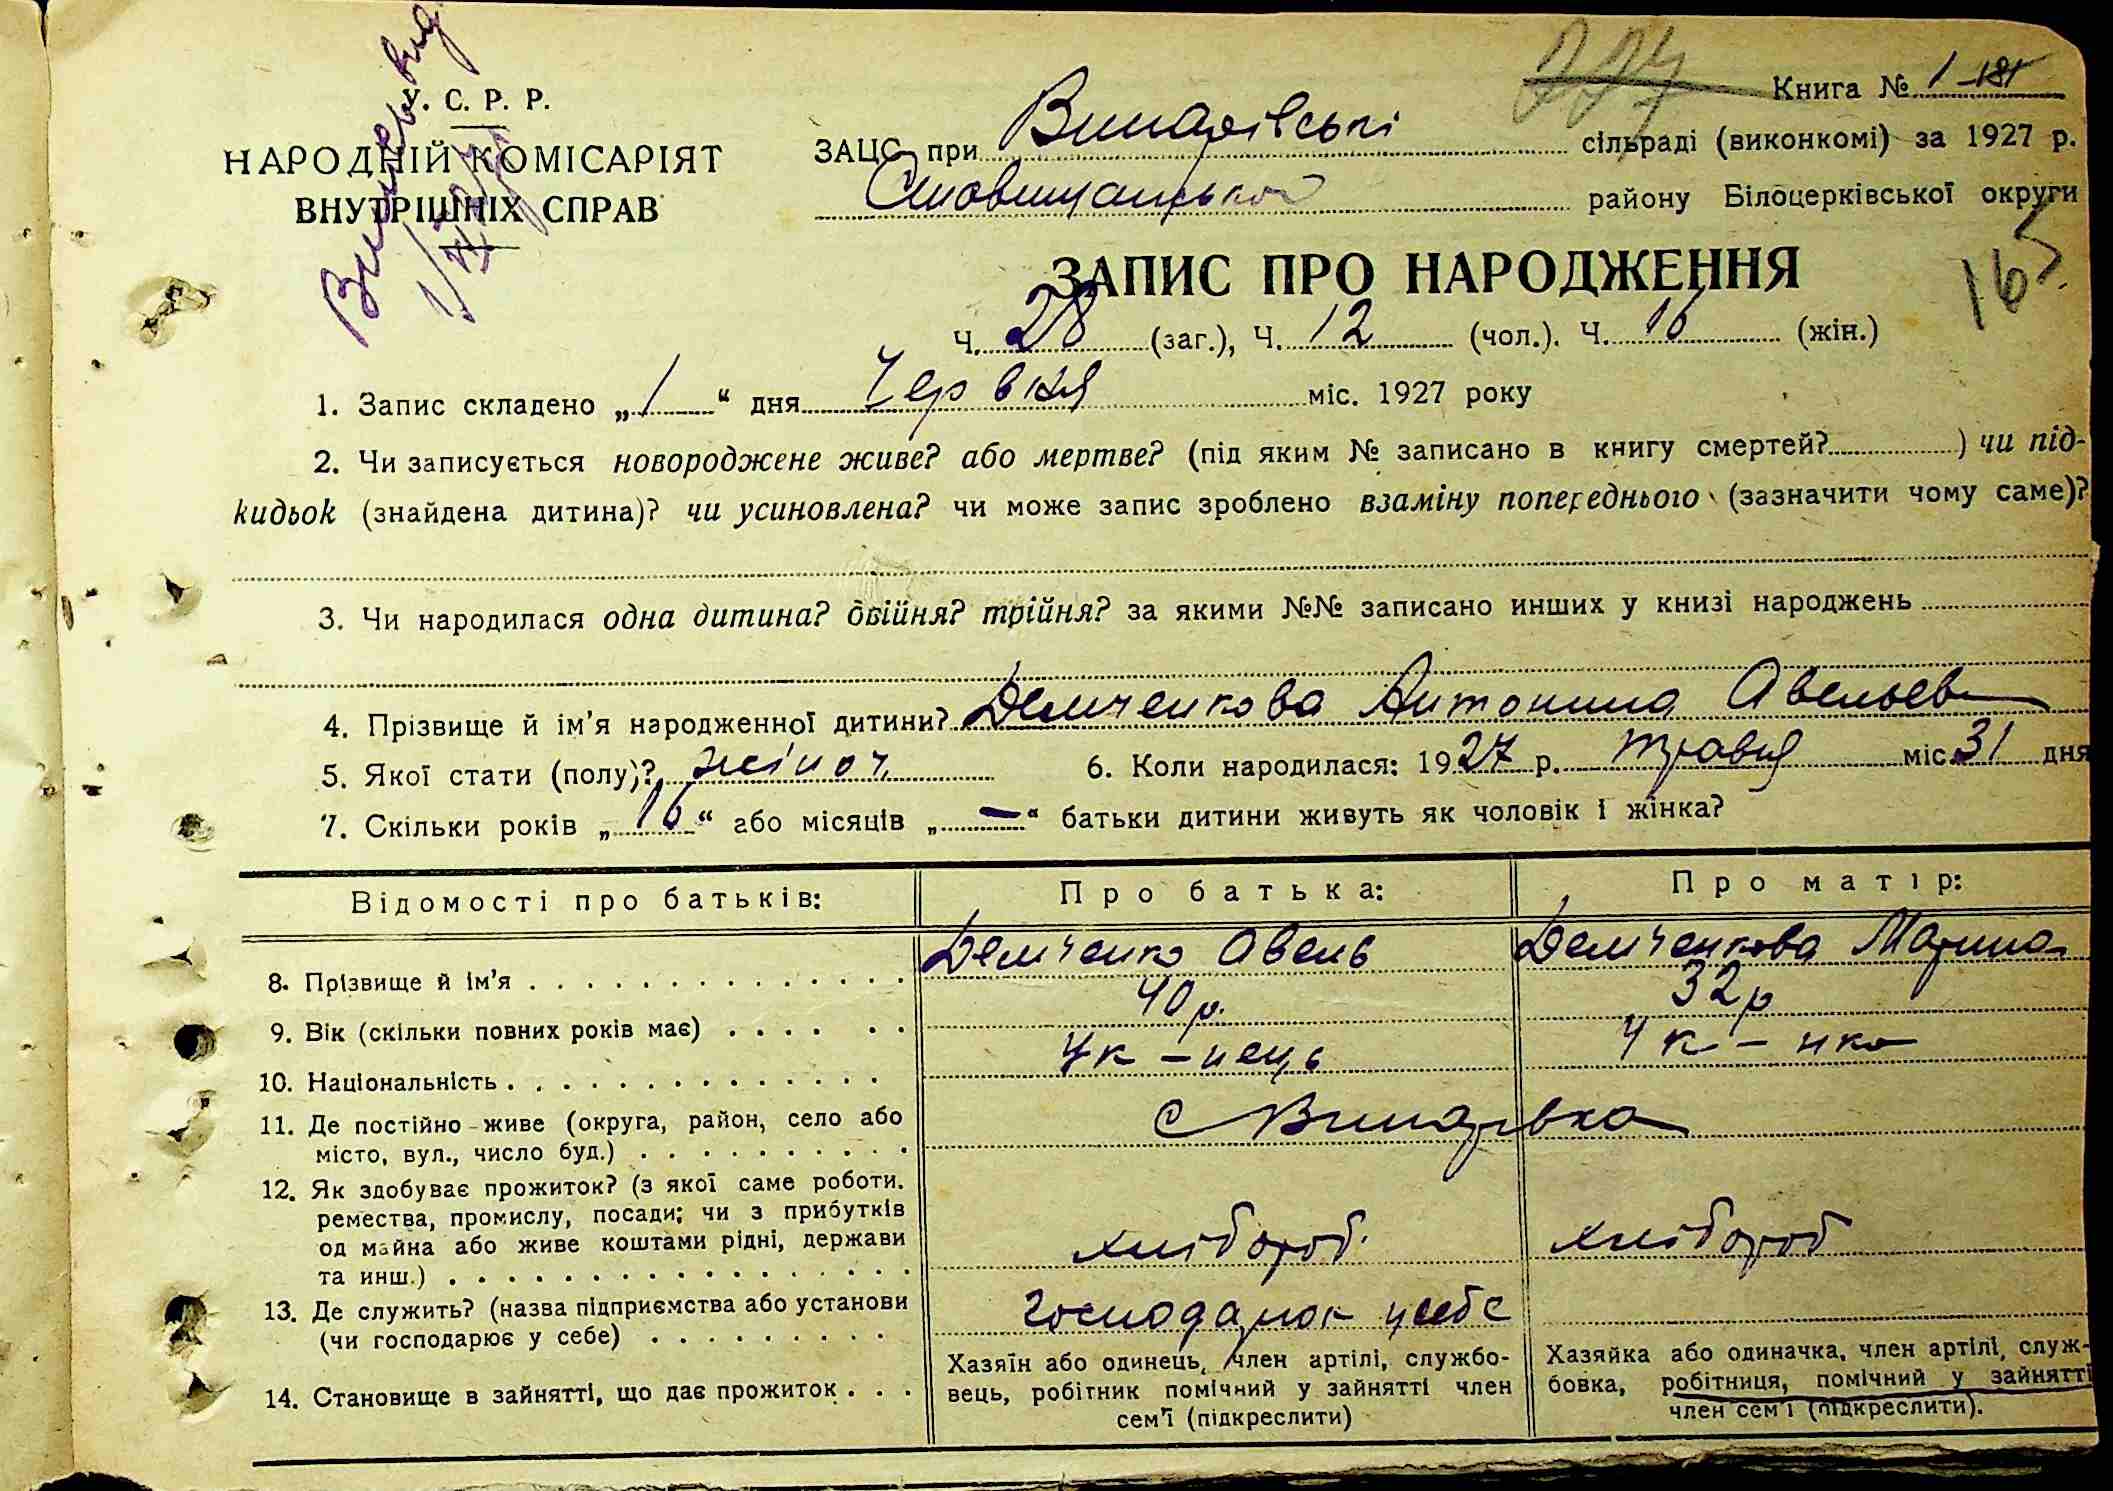 У. С. Р. Р.
НАРОДНІЙ КОМІСАРІЯТ
ВНУТРІШНІХ СПРАВ
Книга № 1
ЗАЦС при Винарівські сільраді (виконкомі) за 1927 р.
Ставищанського району Білоцерківської округи
165
ЗАПИС ПРО НАРОДЖЕННЯ
Ч. 28 (заг.), Ч. 12 (чол.). Ч. 16 (жін.)
1. Запис складено „ 1 “ дня Червня міс. 1927 року
2. Чи записується новороджене живе? або мертве? (під яким № записано в книгу смертей? ) чи під-
кидьок (знайдена дитина)? чи усиновлена? чи може запис зроблено взаміну попереднього (зазначити чому саме)?
3. Чи народилася одна дитина? двійня? трійня? за якими №№ записано инших у книзі народжень
4. Прізвище й ім’я народженної дитини? Демченкова Антонина Авельев
5. Якої стати (полу)? жіноч 6. Коли народилася: 1927 р. травня міс. 31 дня
7. Скільки років „ 16 “ або місяців „ — “ батьки дитини живуть як чоловік і жінка?
Відомості про батьків: Про батька: Про матір:
8. Прізвище й ім’я Демченко Авель Демченкова Марина
9. Вік (скільки повних років має) 40 р. 32 р
10. Національність Ук – нець Ук – нка
11. Де постійно живе (округа, район, село або
місто, вул., число буд.) с Винарівка
12. Як здобуває прожиток? (з якої саме роботи.
ремества, промислу, посади; чи з прибутків
од майна або живе коштами рідні, держави
та инш.) хлібороб. хлібороб
13. Де служить? (назва підприємства або установи
(чи господарює у себе) господарює у себе
14. Становище в зайнятті, що дає прожиток
Хазяїн або одинець, член артілі, службо-
вець, робітник помічний у зайнятті член
сем’ї (підкреслити)
Хазяйка або одиначка, член артілі, служ-
бовка, робітниця, помічний у зайнятті
член сем’ї (підкреслити).